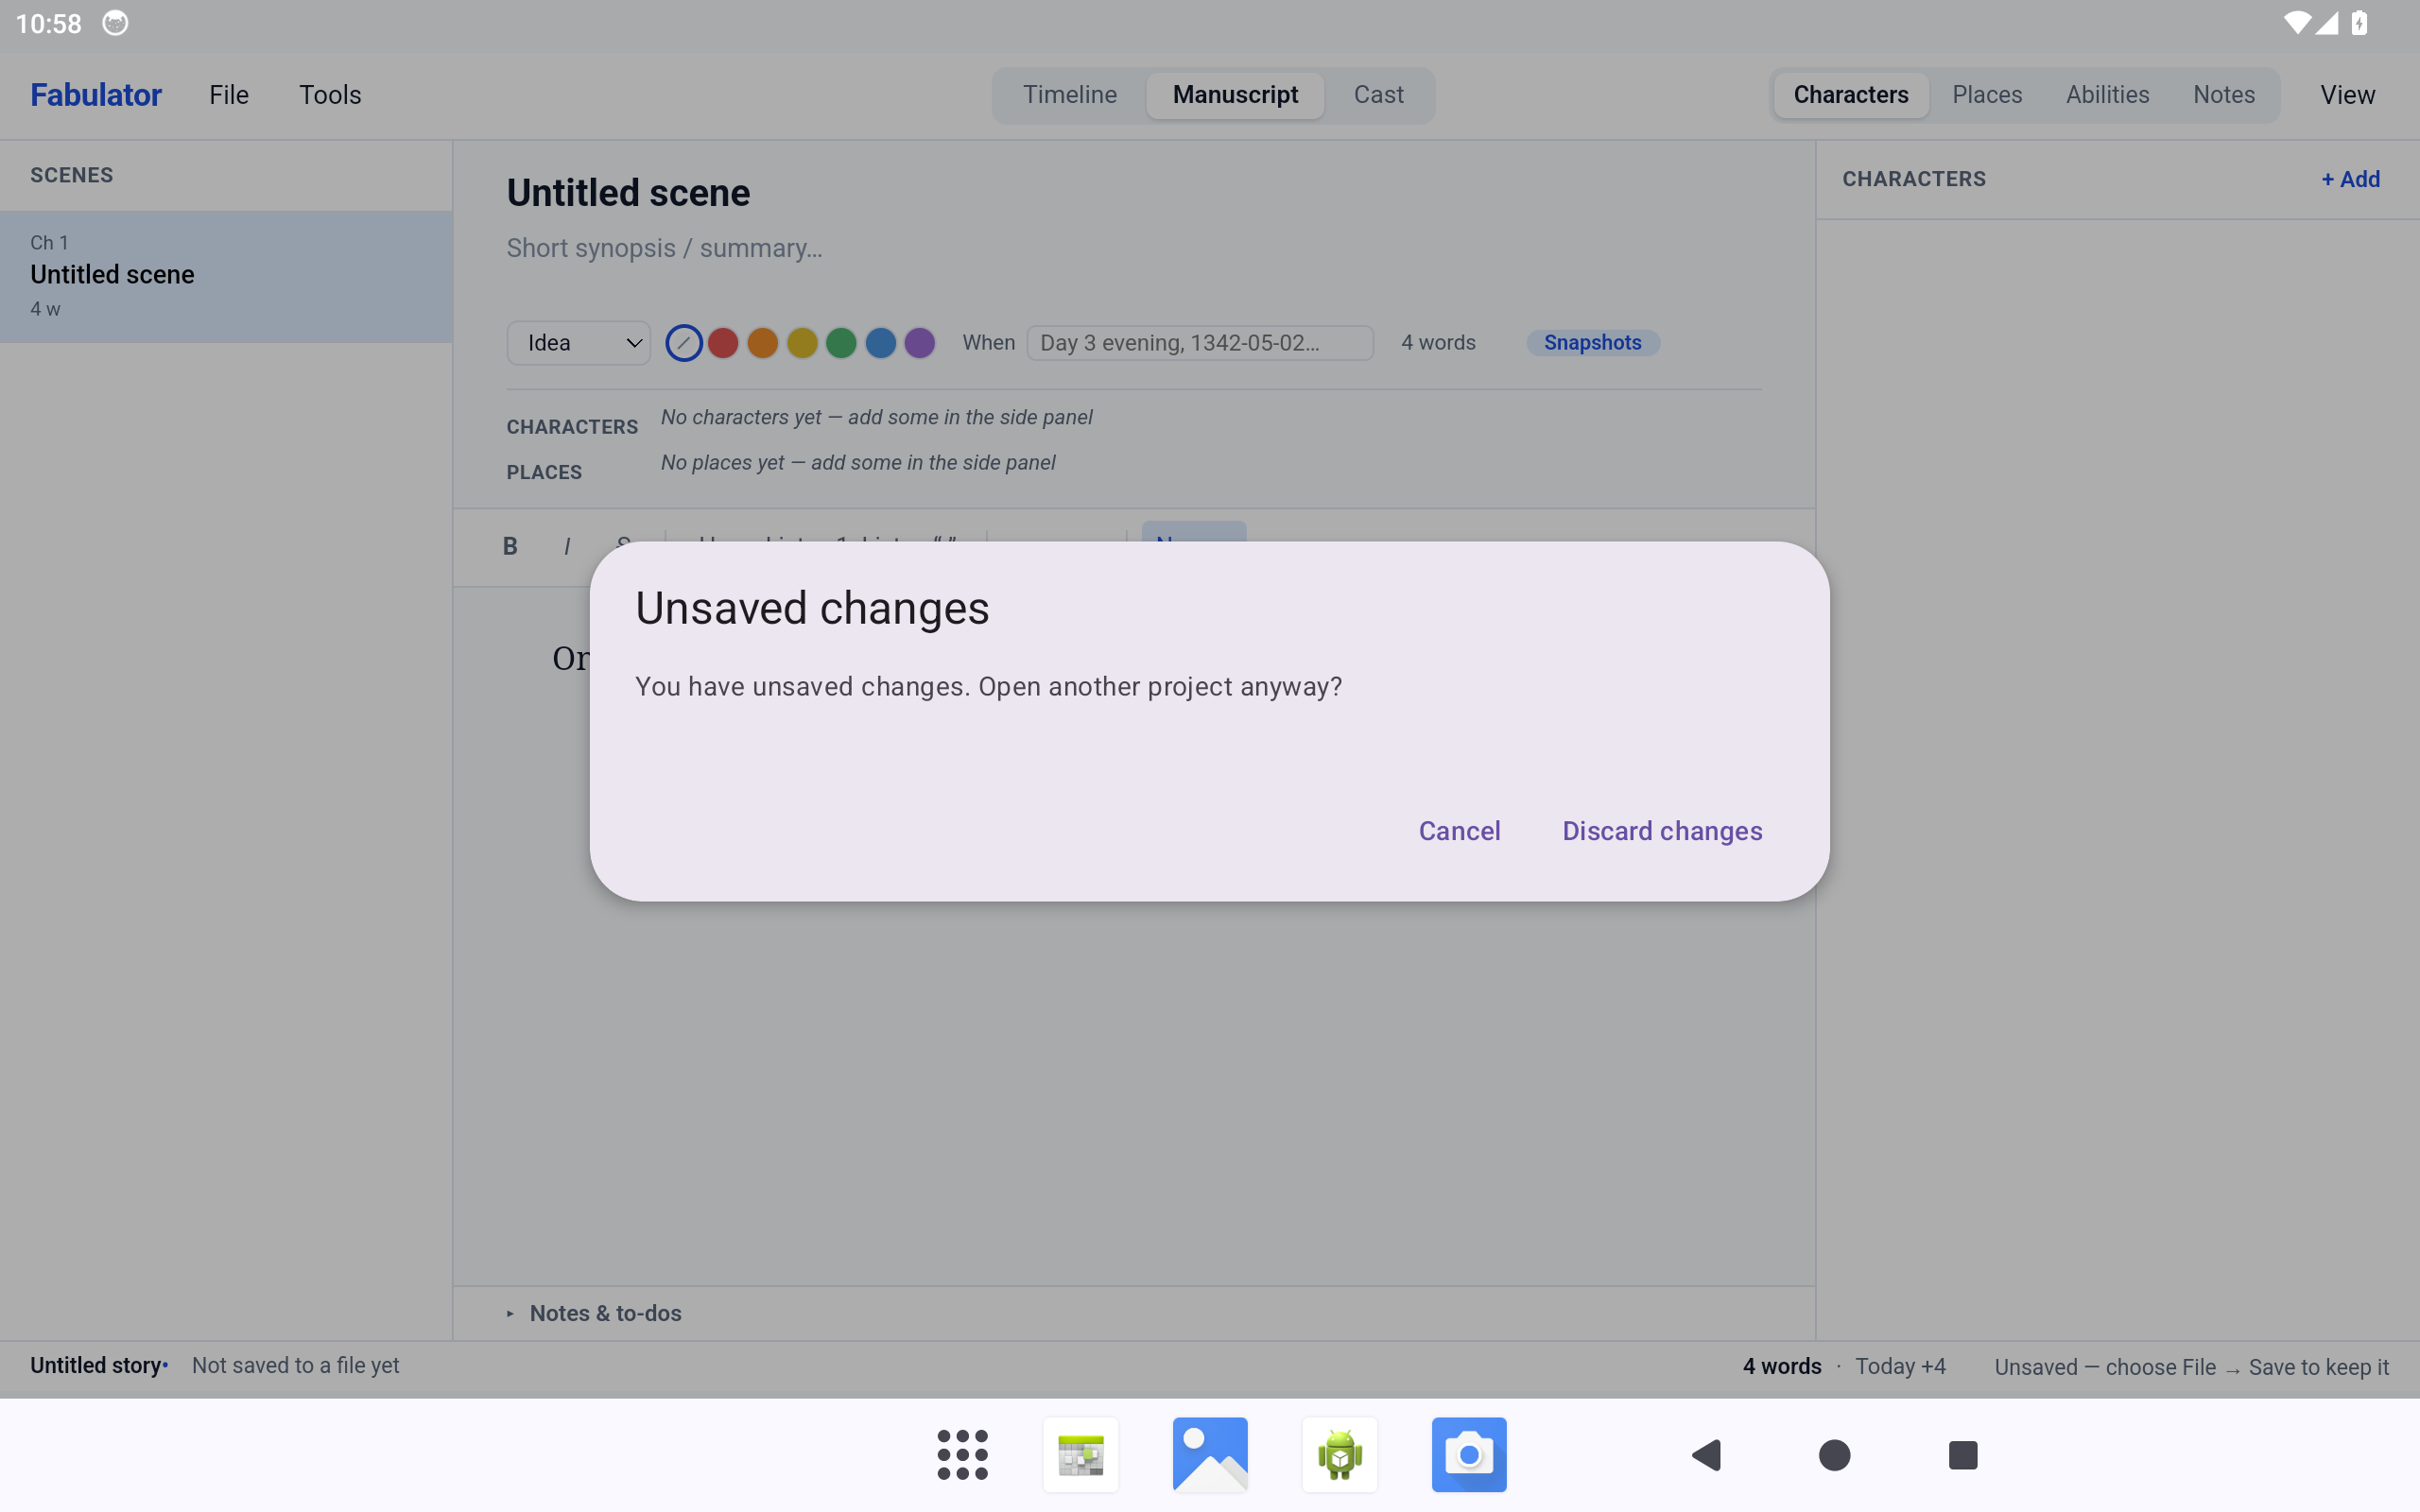 10:58
Fabulator File Tools Timeline Manuscript Cast Characters Places Abilities Notes View
SCENES
Ch 1
Untitled scene
4 w
Untitled scene
Short synopsis / summary...
Idea When Day 3 evening, 1342-05-02... 4 words Snapshots
CHARACTERS No characters yet — add some in the side panel
PLACES No places yet — add some in the side panel
B I
CHARACTERS + Add
Unsaved changes
You have unsaved changes. Open another project anyway?
Cancel Discard changes
▸ Notes & to-dos
Untitled story• Not saved to a file yet 4 words · Today +4 Unsaved — choose File → Save to keep it